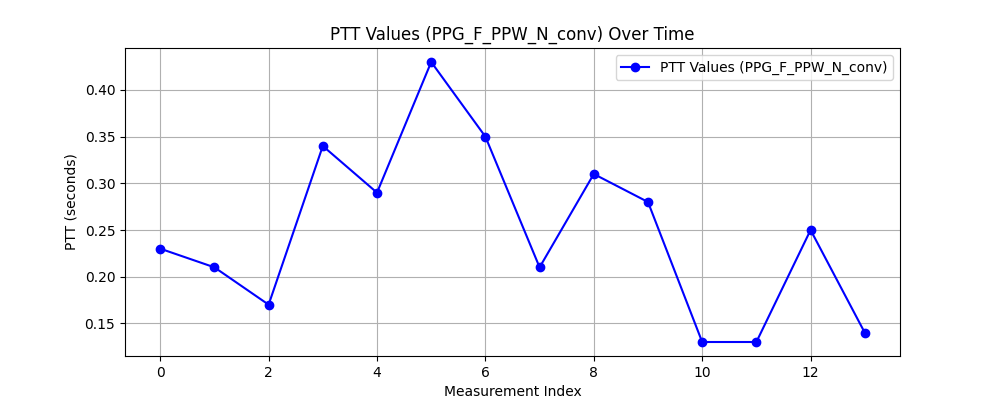 PTT Values (PPG_F_PPW_N_conv) Over Time
PTT Values (PPG_F_PPW_N_conv)
PTT (seconds)
0.40
0.35
0.30
0.25
0.20
0.15
0 2 4 6 8 10 12
Measurement Index